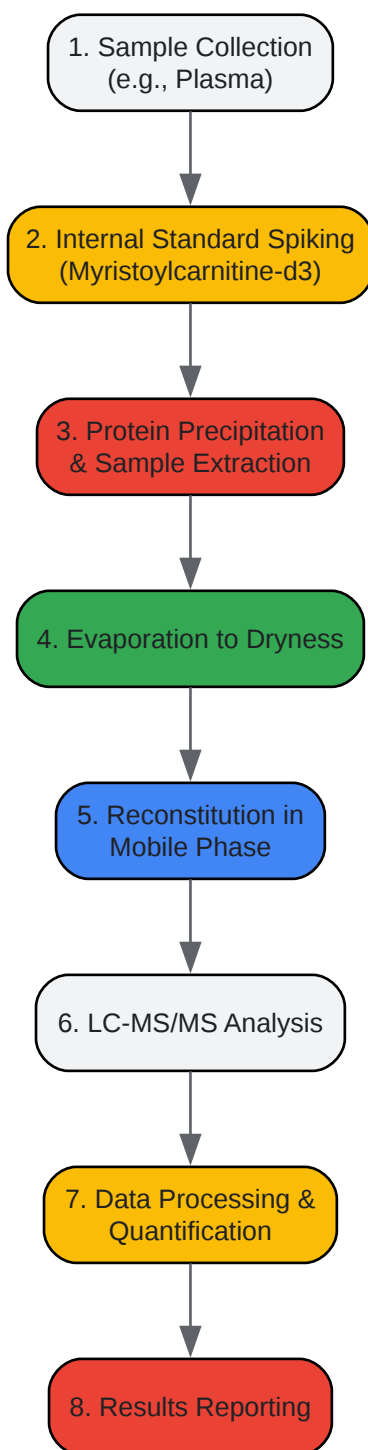 1. Sample Collection
(e.g., Plasma)
2. Internal Standard Spiking
(Myristoylcarnitine-d3)
3. Protein Precipitation
& Sample Extraction
4. Evaporation to Dryness
5. Reconstitution in
Mobile Phase
6. LC-MS/MS Analysis
7. Data Processing &
Quantification
8. Results Reporting